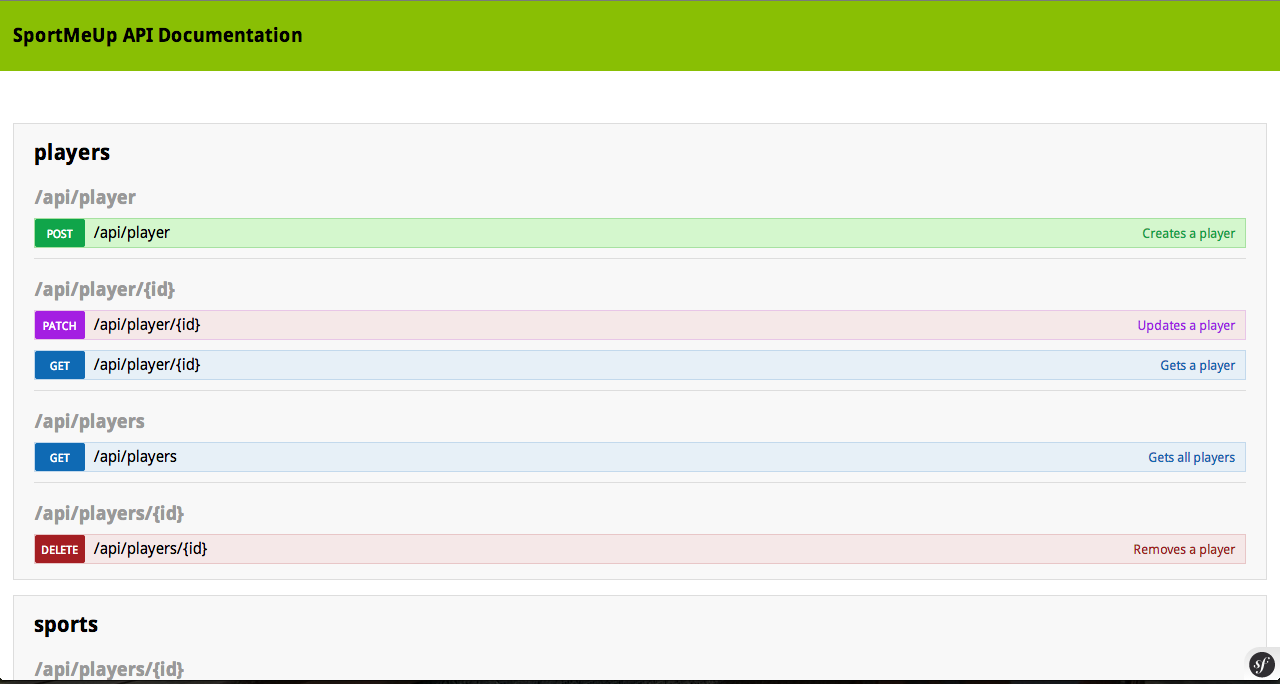 SportMeUp API Documentation
players
/api/player
POST /api/player Creates a player
/api/player/{id}
PATCH /api/player/{id} Updates a player
GET /api/player/{id} Gets a player
/api/players
GET /api/players Gets all players
/api/players/{id}
DELETE /api/players/{id} Removes a player
sports
/api/players/{id}
sf